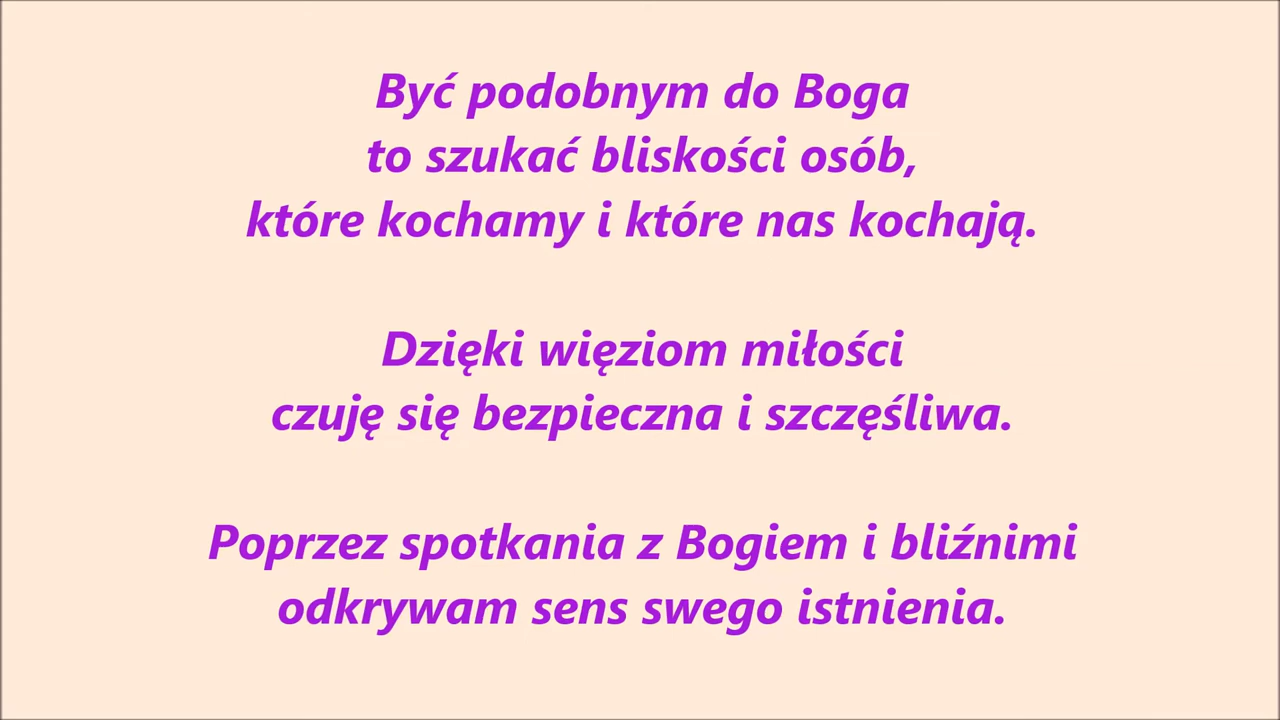 Być podobnym do Boga
to szukać bliskości osób,
które kochamy i które nas kochają.
Dzięki więziom miłości
czuję się bezpieczna i szczęśliwa.
Poprzez spotkania z Bogiem i bliźnimi
odkrywam sens swego istnienia.